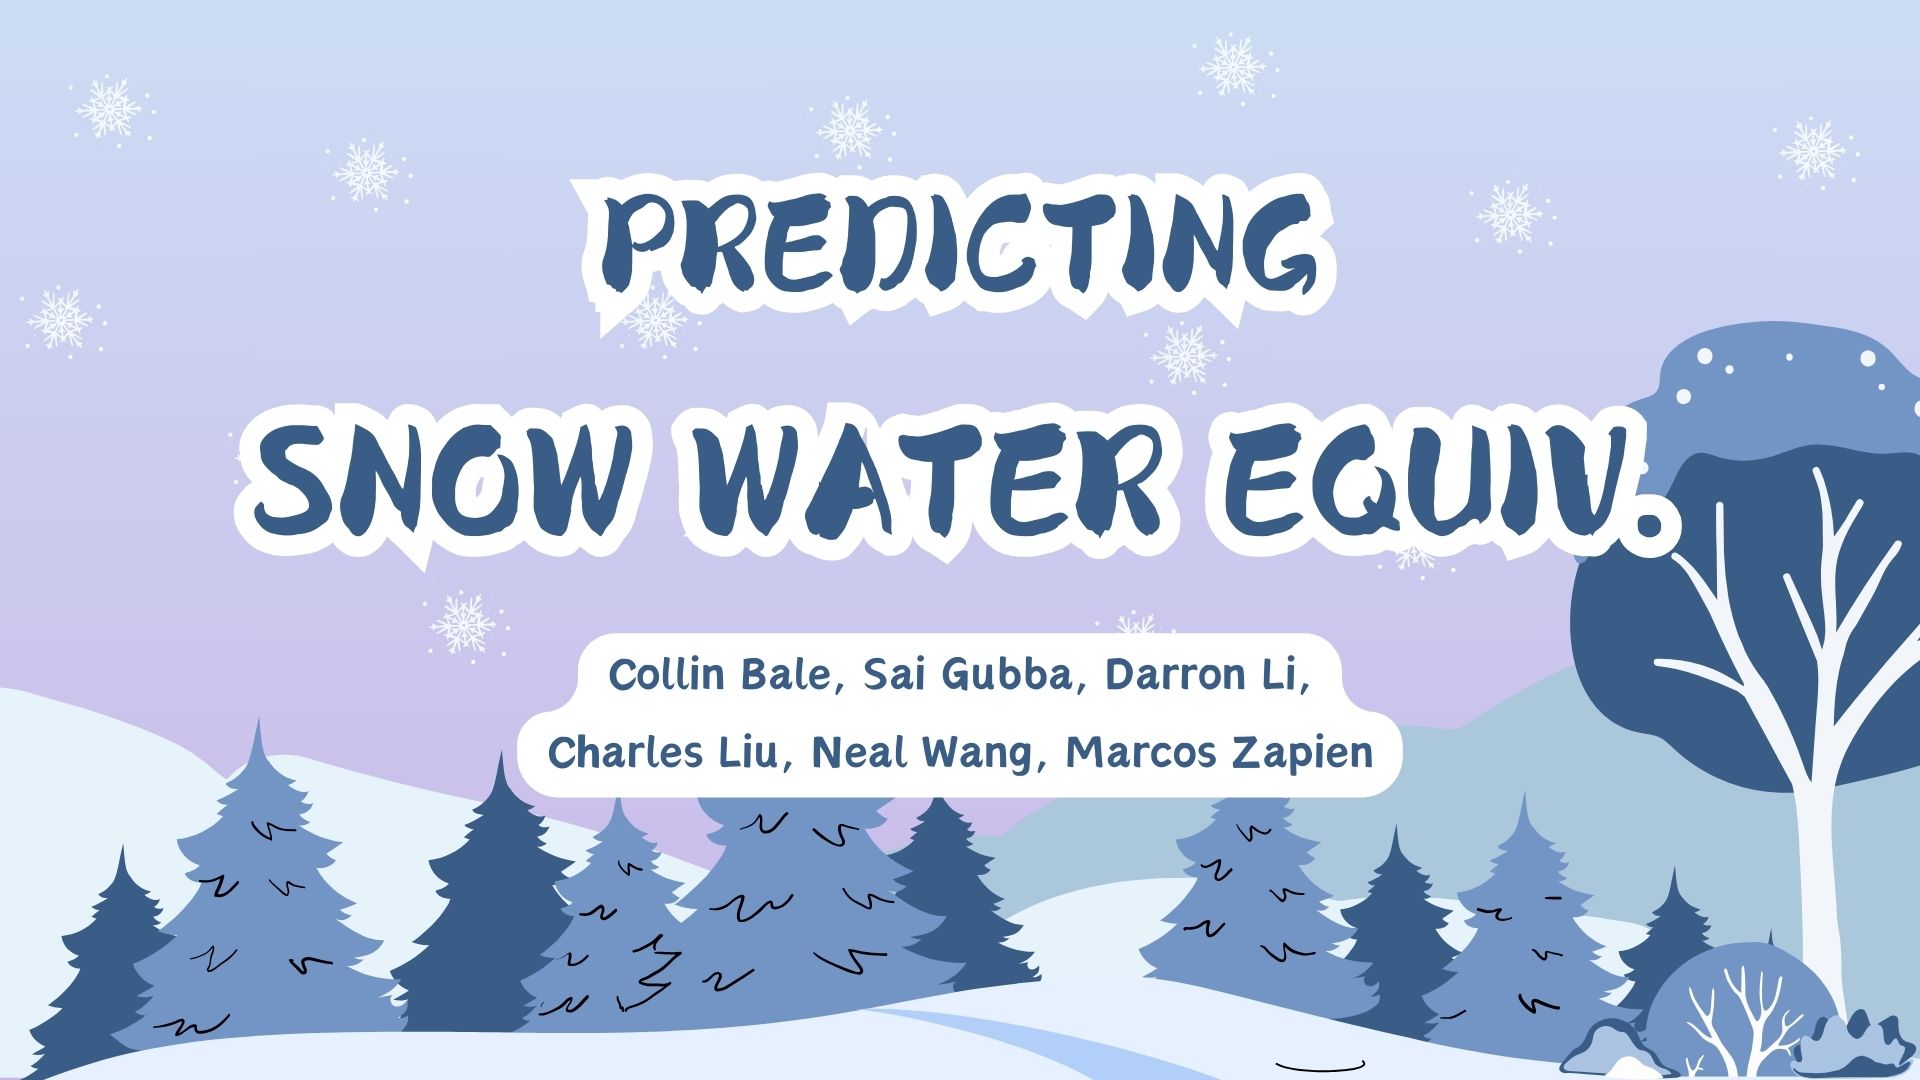 PREDICTING
SNOW WATER EQUIV.
Collin Bale, Sai Gubba, Darron Li,
Charles Liu, Neal Wang, Marcos Zapien